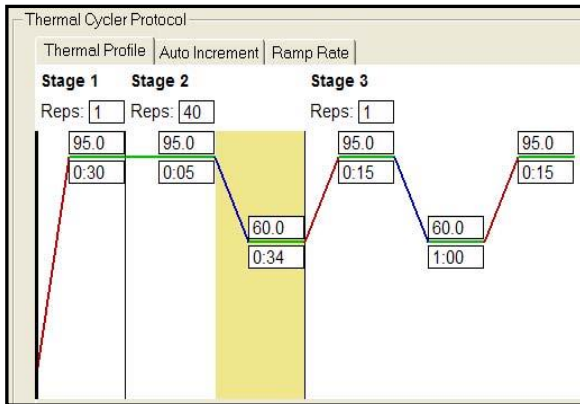 Thermal Cycler Protocol
Thermal Profile Auto Increment Ramp Rate
Stage 1 Stage 2 Stage 3
Reps: 1 Reps: 40 Reps: 1
95.0 95.0 95.0 95.0
0:30 0:05 0:15 0:15
60.0 60.0
0:34 1:00